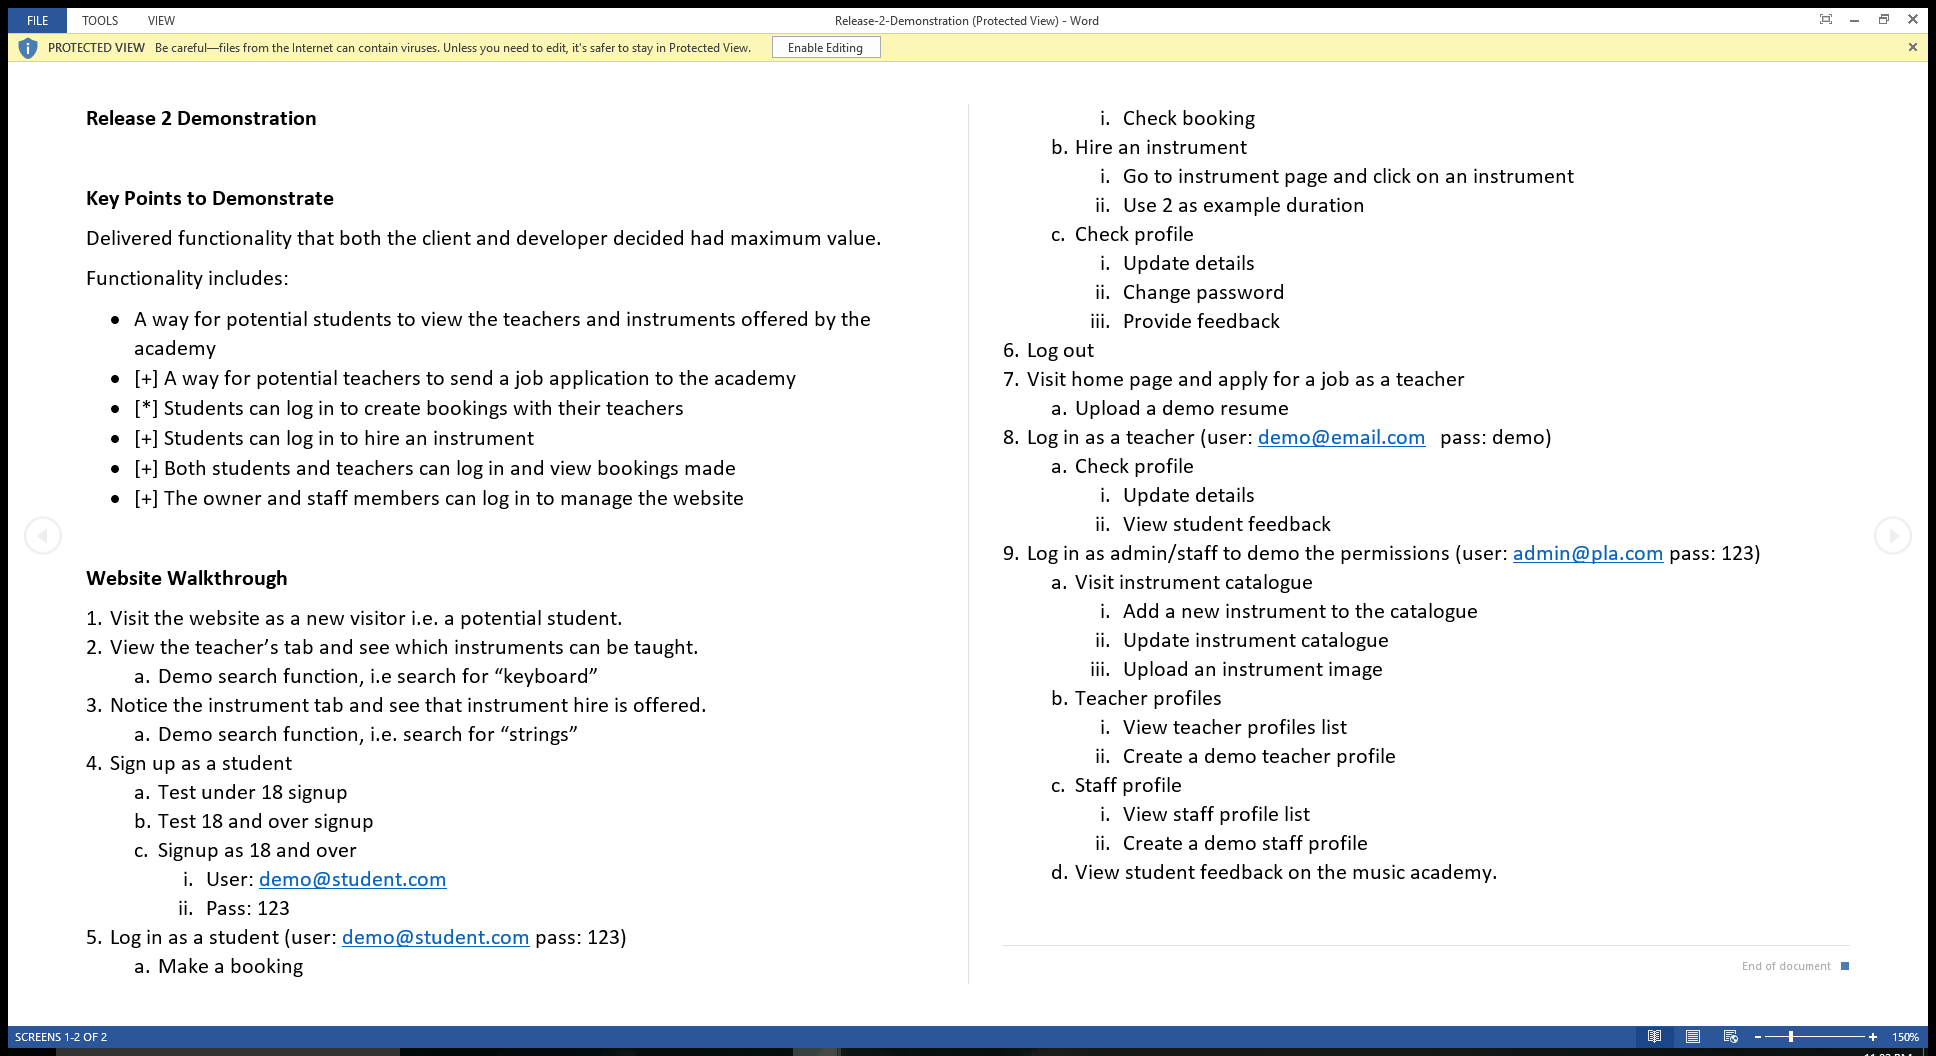 FILE TOOLS VIEW Release-2-Demonstration (Protected View) - Word
PROTECTED VIEW Be careful—files from the Internet can contain viruses. Unless you need to edit, it's safer to stay in Protected View. Enable Editing
Release 2 Demonstration
Key Points to Demonstrate
Delivered functionality that both the client and developer decided had maximum value.
Functionality includes:
• A way for potential students to view the teachers and instruments offered by the
academy
• [+] A way for potential teachers to send a job application to the academy
• [*] Students can log in to create bookings with their teachers
• [+] Students can log in to hire an instrument
• [+] Both students and teachers can log in and view bookings made
• [+] The owner and staff members can log in to manage the website
Website Walkthrough
1. Visit the website as a new visitor i.e. a potential student.
2. View the teacher’s tab and see which instruments can be taught.
a. Demo search function, i.e search for “keyboard”
3. Notice the instrument tab and see that instrument hire is offered.
a. Demo search function, i.e. search for “strings”
4. Sign up as a student
a. Test under 18 signup
b. Test 18 and over signup
c. Signup as 18 and over
i. User: demo@student.com
ii. Pass: 123
5. Log in as a student (user: demo@student.com pass: 123)
a. Make a booking
i. Check booking
b. Hire an instrument
i. Go to instrument page and click on an instrument
ii. Use 2 as example duration
c. Check profile
i. Update details
ii. Change password
iii. Provide feedback
6. Log out
7. Visit home page and apply for a job as a teacher
a. Upload a demo resume
8. Log in as a teacher (user: demo@email.com pass: demo)
a. Check profile
i. Update details
ii. View student feedback
9. Log in as admin/staff to demo the permissions (user: admin@pla.com pass: 123)
a. Visit instrument catalogue
i. Add a new instrument to the catalogue
ii. Update instrument catalogue
iii. Upload an instrument image
b. Teacher profiles
i. View teacher profiles list
ii. Create a demo teacher profile
c. Staff profile
i. View staff profile list
ii. Create a demo staff profile
d. View student feedback on the music academy.
End of document
SCREENS 1-2 OF 2 150%